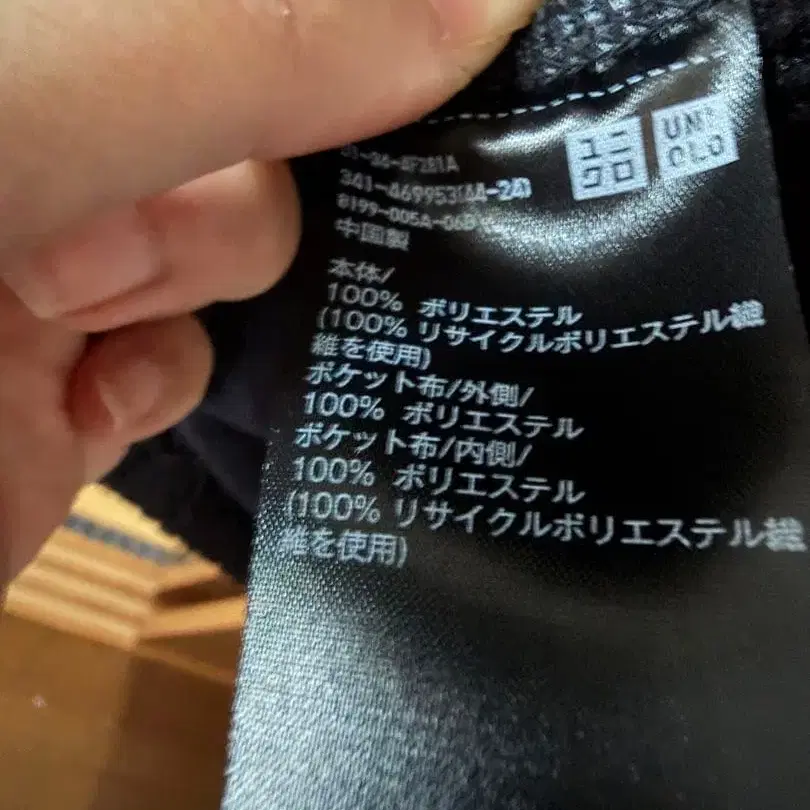 ユニクロ
UNIQLO
341-469953(44-24)
中国製
本体/
100% ポリエステル
(100% リサイクルポリエステル繊
維を使用)
ポケット布/外側/
100% ポリエステル
ポケット布/内側/
100% ポリエステル
(100% リサイクルポリエステル繊
維を使用)